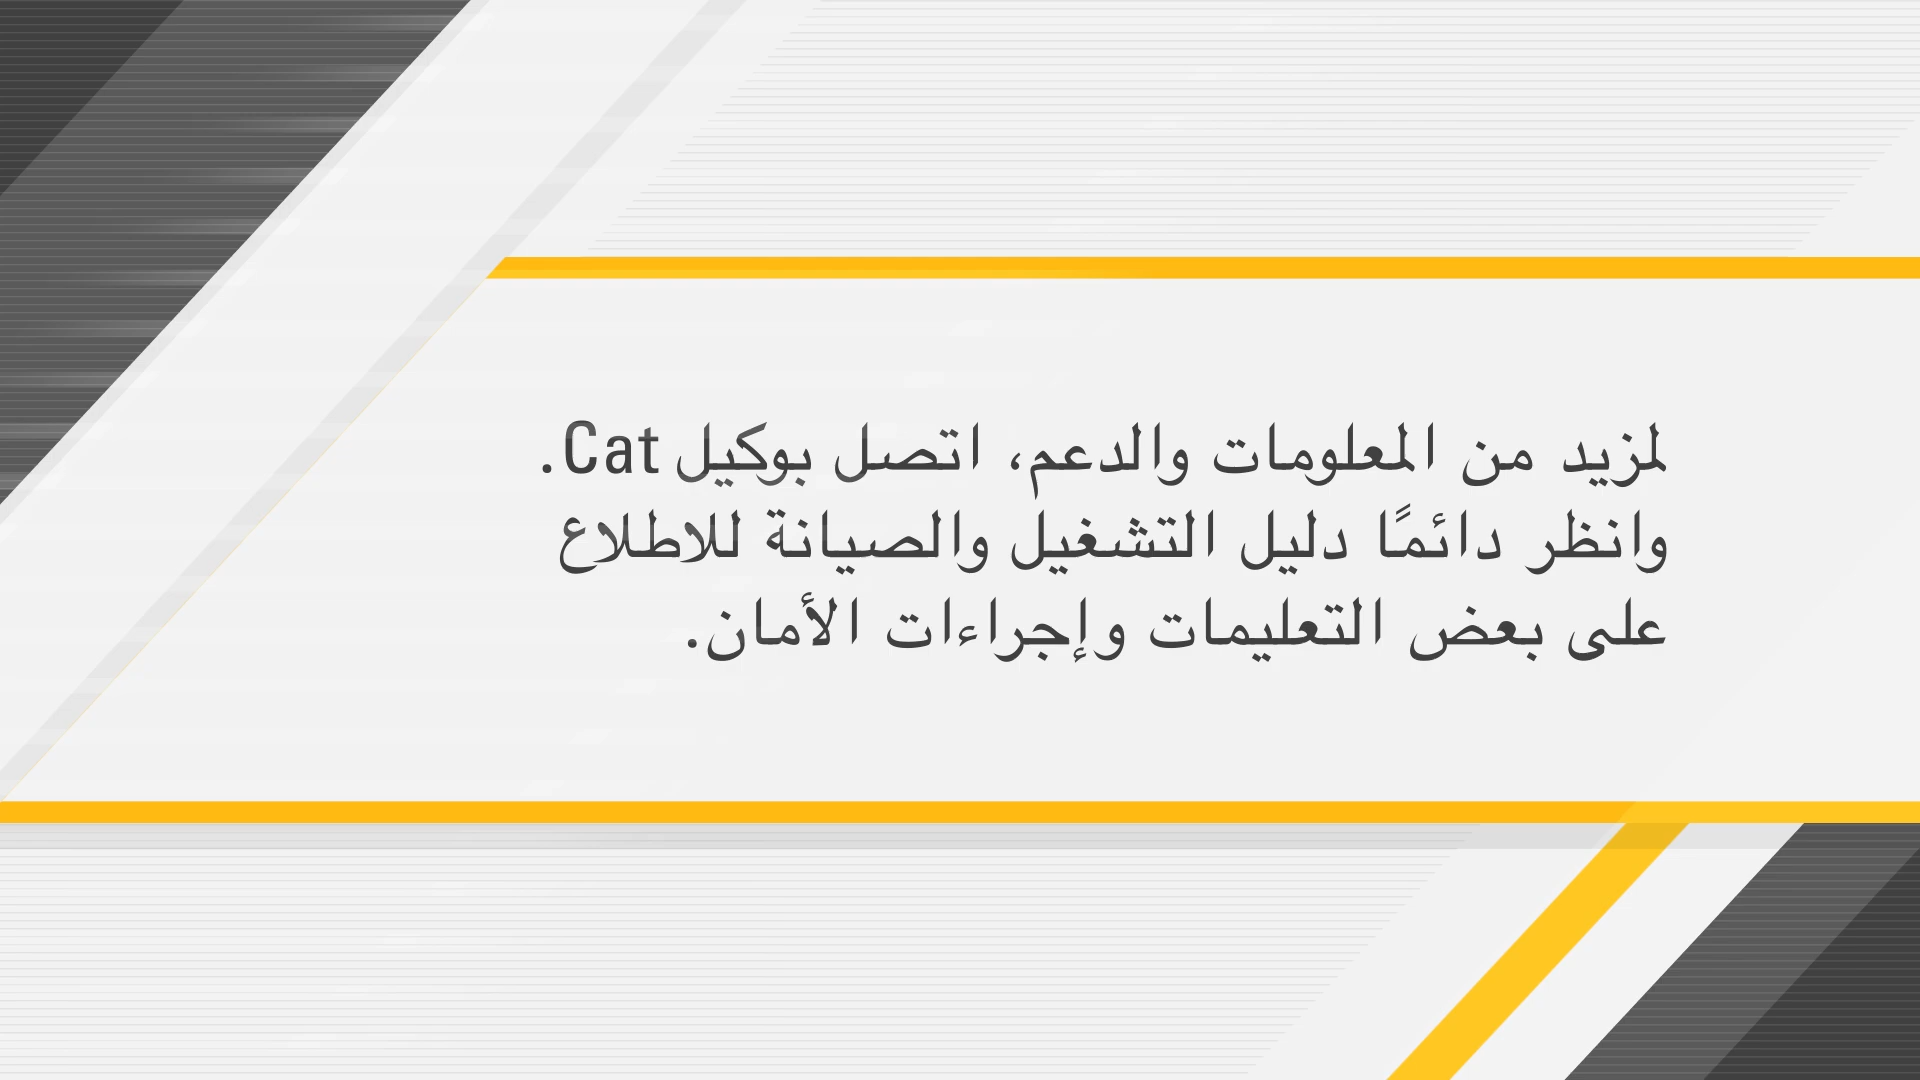 لمزيد من المعلومات والدعم، اتصل بوكيل Cat.
وانظر دائمًا دليل التشغيل والصيانة للاطلاع
على بعض التعليمات وإجراءات الأمان.